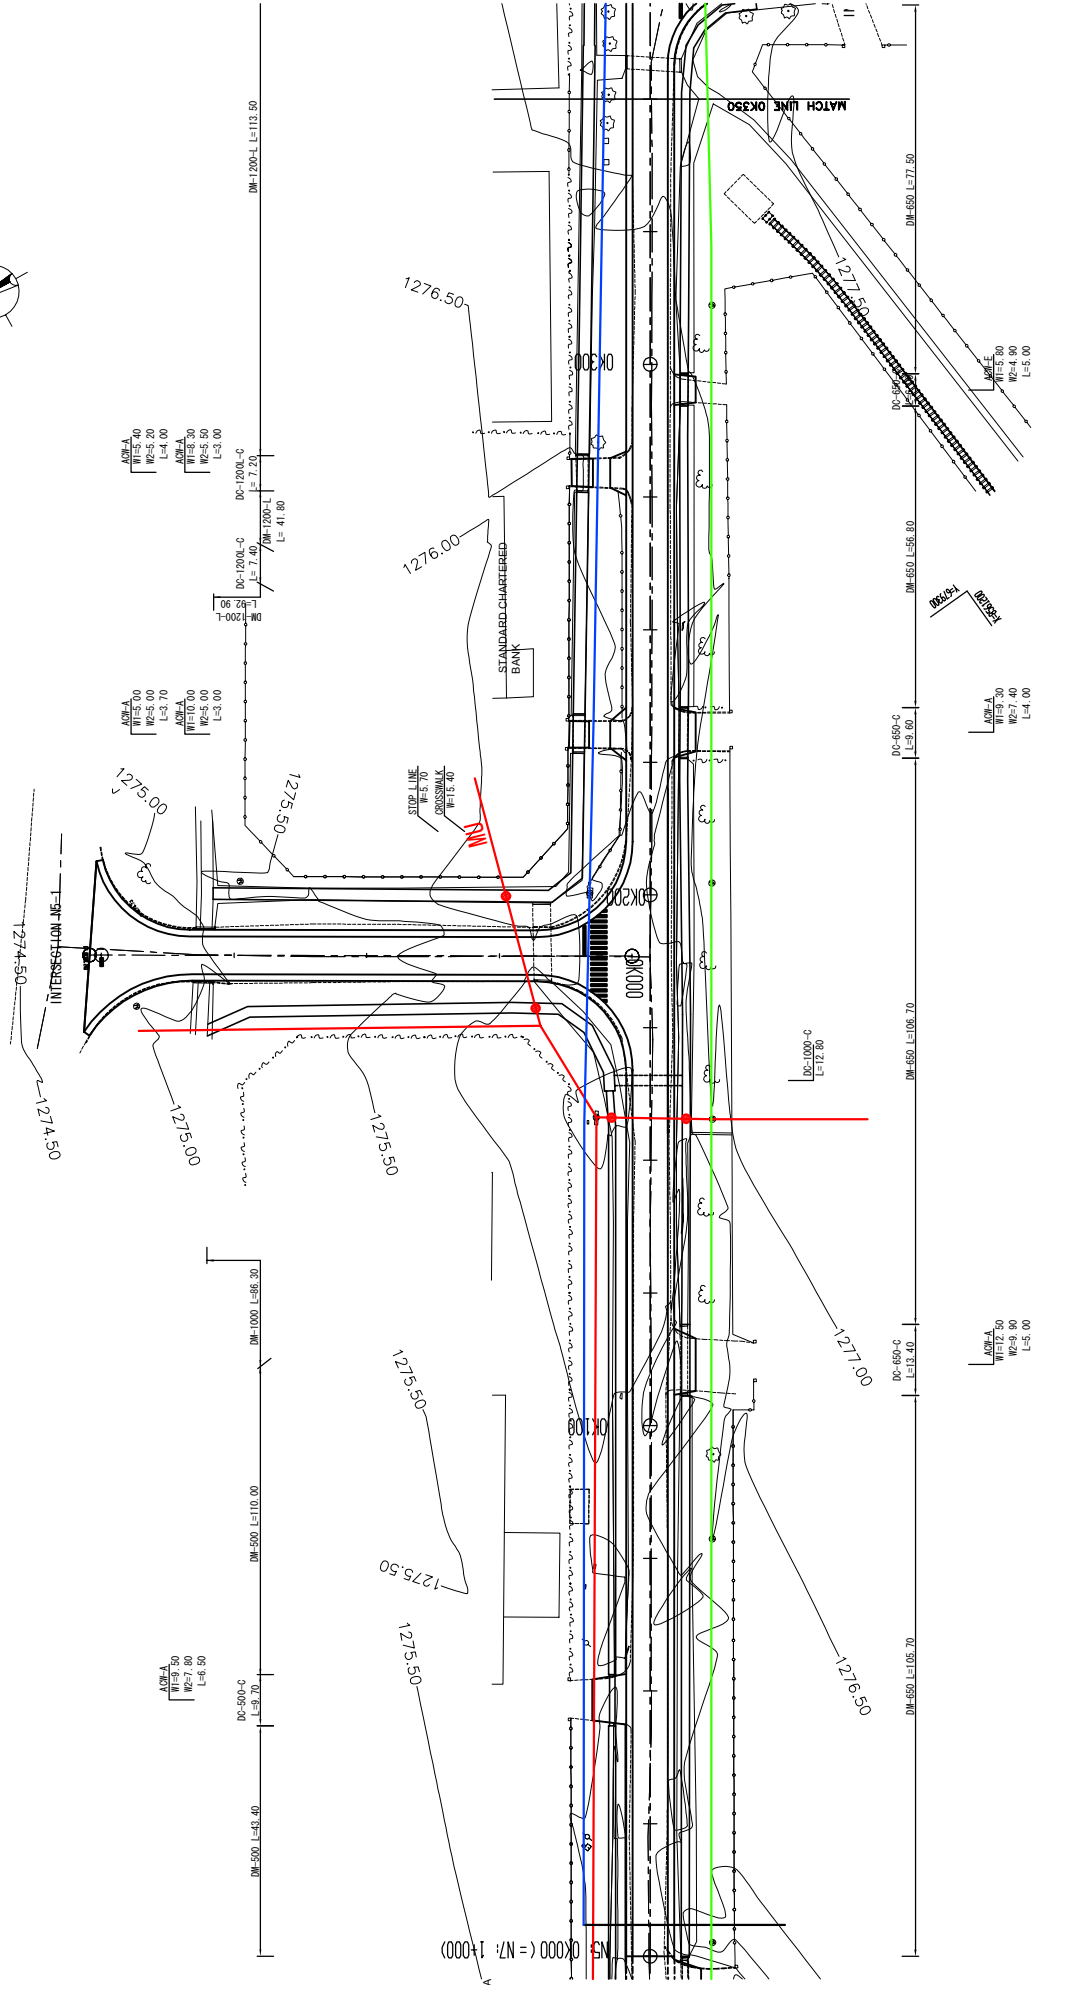 MATCH LINE 0K350
DM-1200-L L=113.50
DM-650 L=77.50
1276.50
1277.50
0K300
ACW-E
W1=5.80
W2=4.90
L=5.00
ACW-A
W1=5.40
W2=5.20
L=4.00
ACW-A
W1=8.30
W2=5.50
L=3.00
DC-1200L-C
L= 7.20
DM-1200-L
L= 41.80
DC-1200L-C
L= 7.40
DM-1200-L
L=92.90
1276.00
STANDARD CHARTERED
BANK
DM-650 L=56.80
ACW-A
W1=5.00
W2=5.00
L=3.70
ACW-A
W1=10.00
W2=5.00
L=3.00
DC-650-C
L=9.60
ACW-A
W1=9.30
W2=7.40
L=4.00
STOP LINE
W=5.70
CROSSWALK
W=15.40
1275.00
1275.50
0K200
INTERSECTION N5-1
1274.50
0K000
DM-650 L=106.70
DC-1000-C
L=12.80
1274.50
1275.00
1275.50
DM-1000 L=86.30
1277.00
DC-650-C
L=13.40
ACW-A
W1=12.50
W2=9.90
L=5.00
1275.50
0K100
DM-500 L=110.00
1275.50
1275.50
1276.50
ACW-A
W1=9.50
W2=7.80
L=6.50
DC-500-C
L=9.70
DM-650 L=105.70
DM-500 L=43.40
N5: 0K000 ( = N7: 1+000)
A